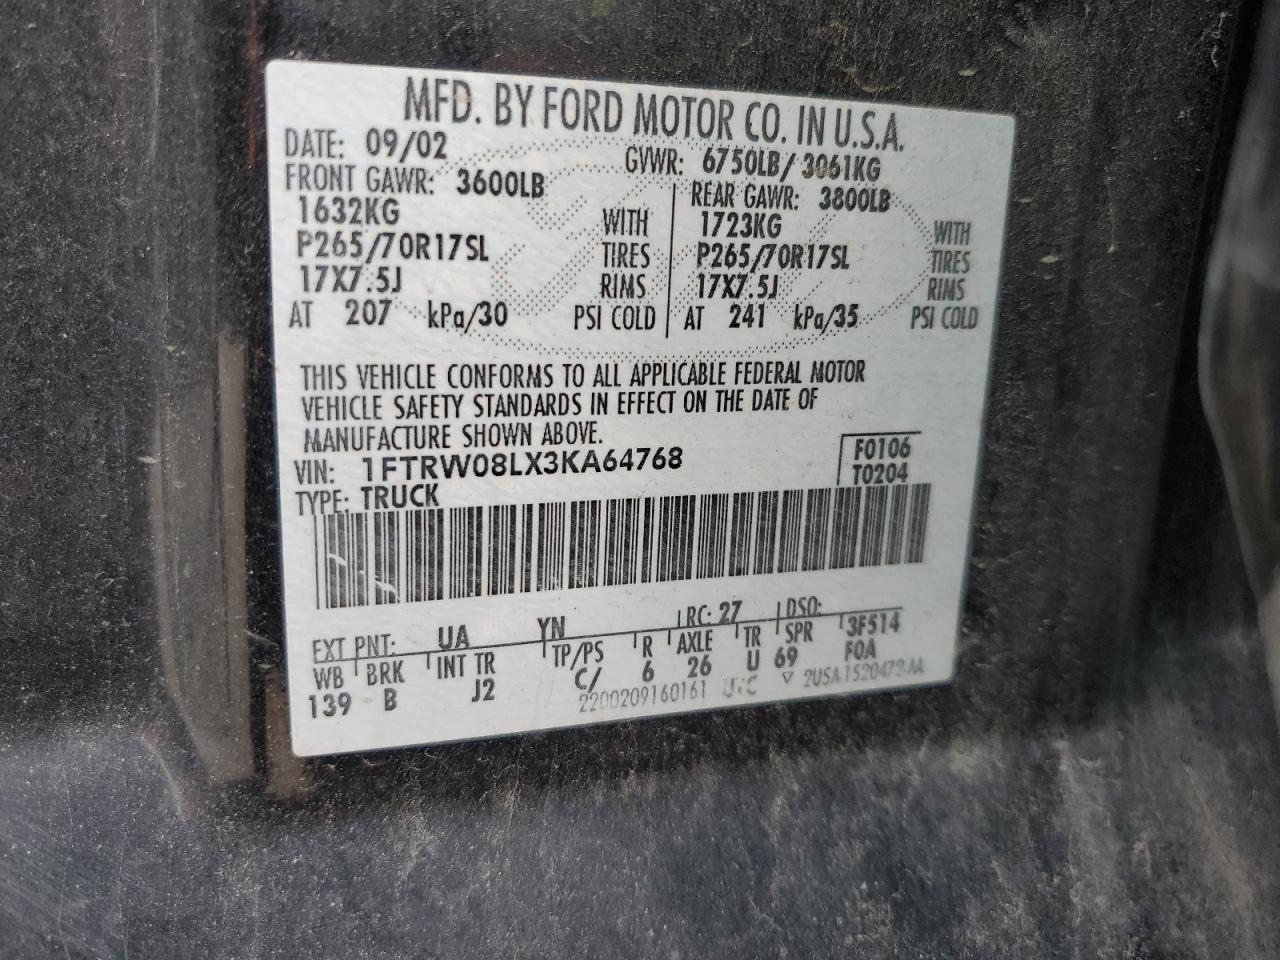 MFD. BY FORD MOTOR CO. IN U.S.A.
DATE: 09/02 GVWR: 6750LB/3061KG
FRONT GAWR: 3600LB REAR GAWR: 3800LB
1632KG WITH 1723KG WITH
P265/70R17SL TIRES P265/70R17SL TIRES
17X7.5J RIMS 17X7.5J RIMS
AT 207 kPa/30 PSI COLD AT 241 kPa/35 PSI COLD
THIS VEHICLE CONFORMS TO ALL APPLICABLE FEDERAL MOTOR
VEHICLE SAFETY STANDARDS IN EFFECT ON THE DATE OF
MANUFACTURE SHOWN ABOVE.
VIN: 1FTRW08LX3KA64768 F0106
TYPE: TRUCK T0204
EXT PNT: UA YN RC: 27 DSO:
WB BRK INT TR TP/PS R AXLE TR SPR 3F514
139 B J2 C/ 6 26 U 69 F0A
2200209160161